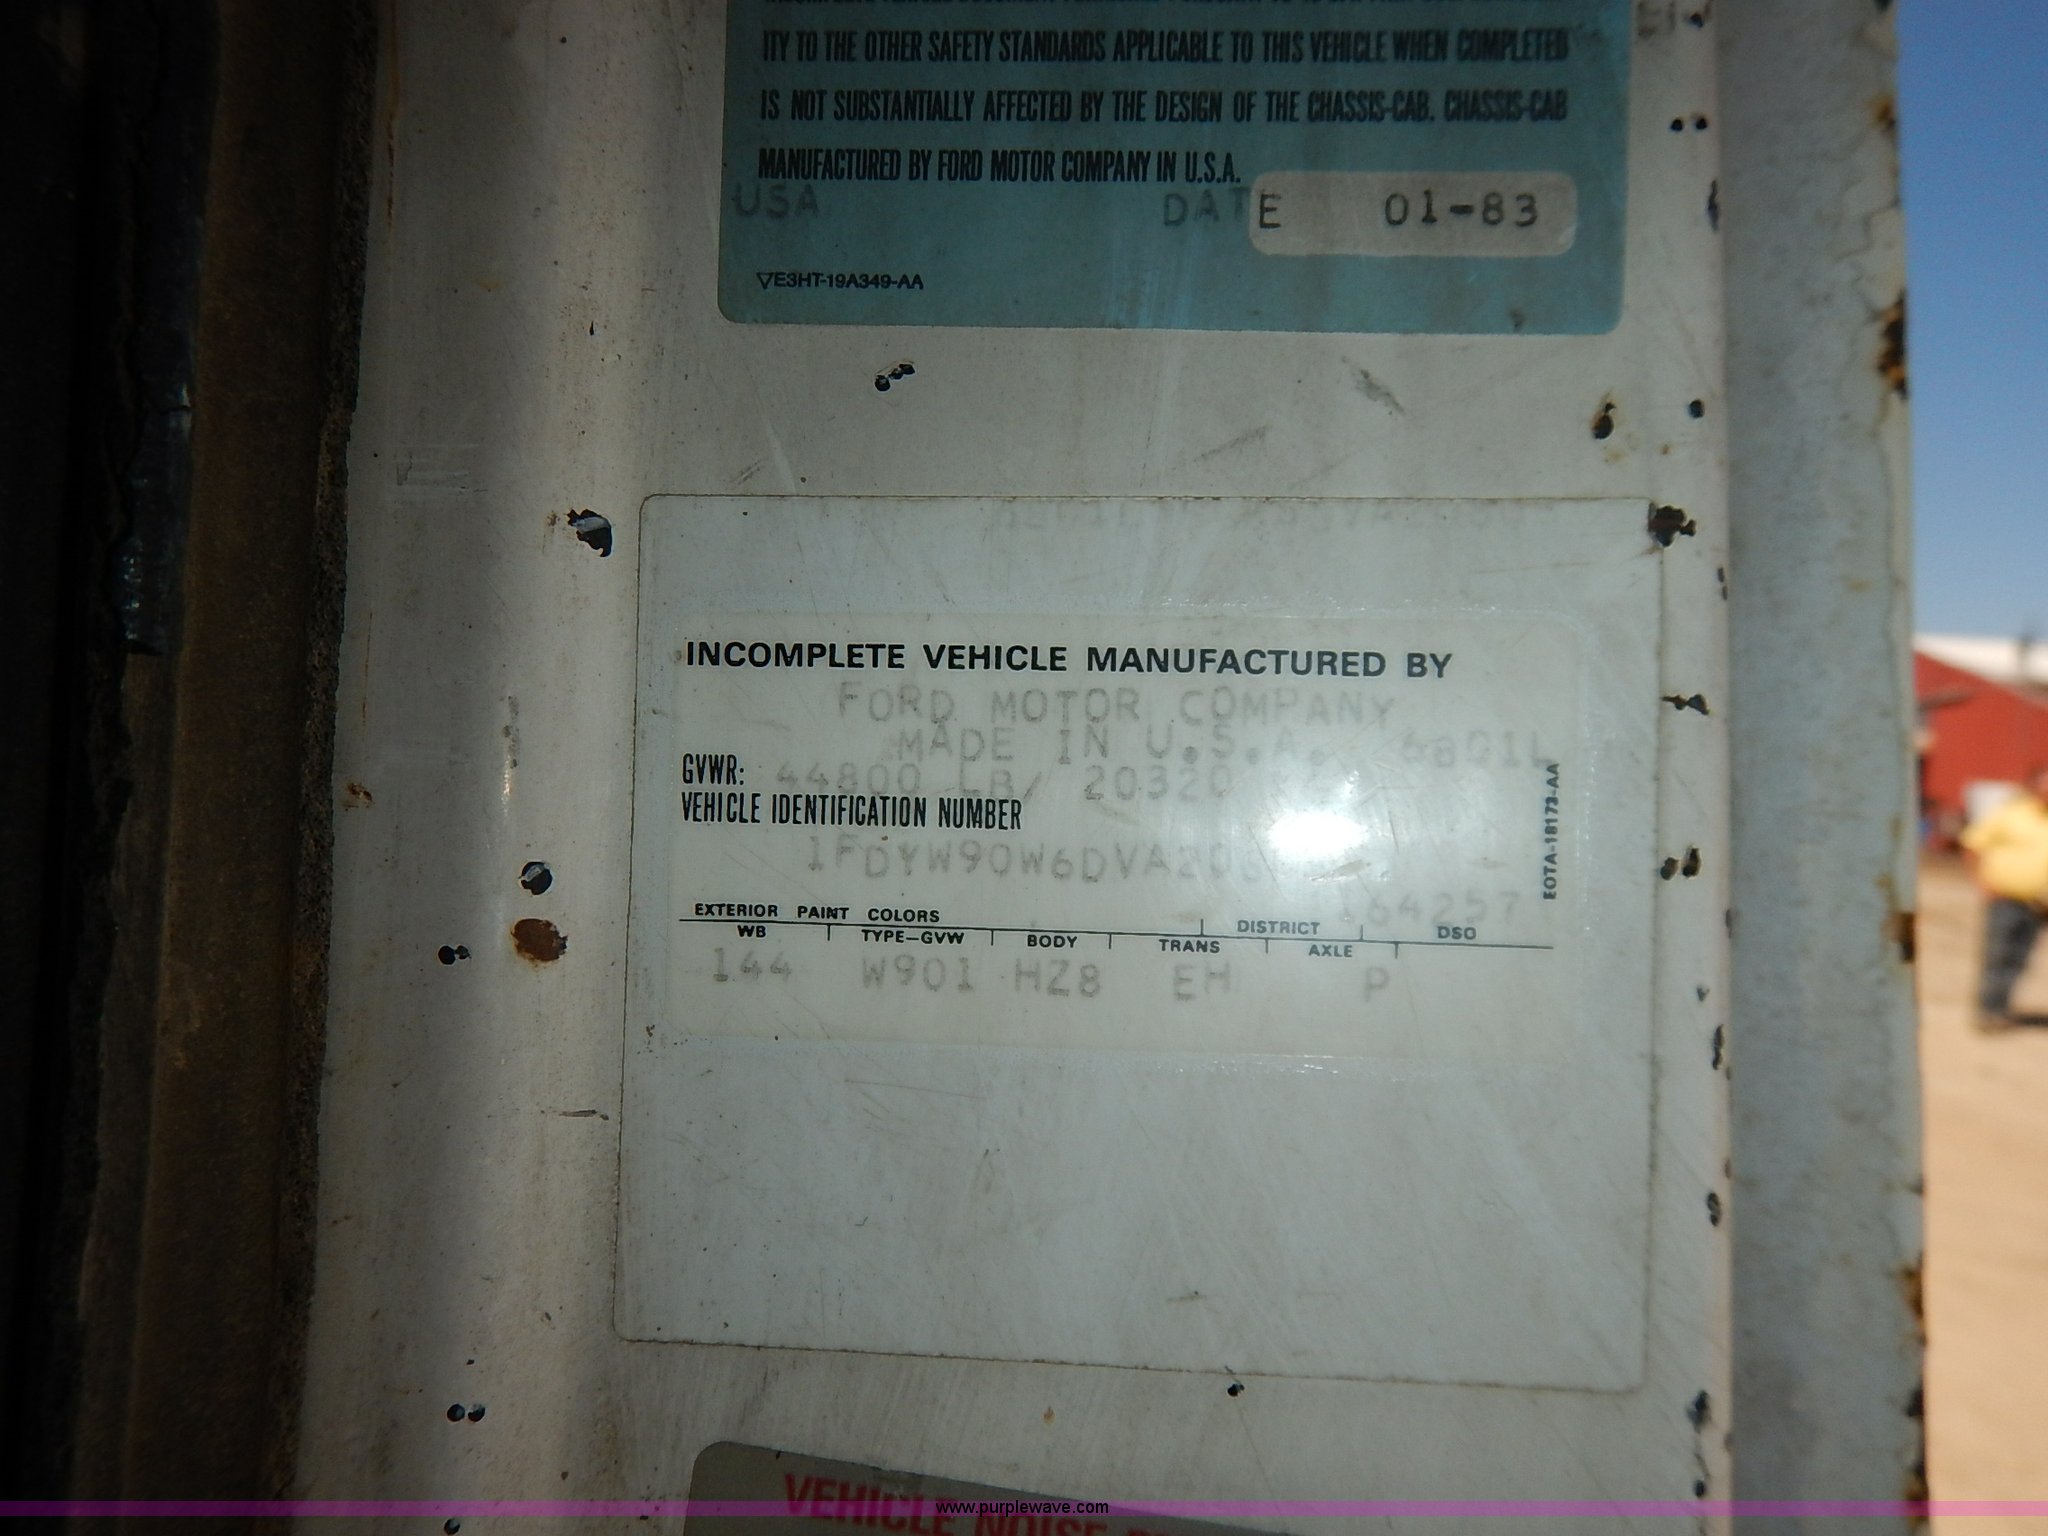 ITY TO THE OTHER SAFETY STANDARDS APPLICABLE TO THIS VEHICLE WHEN COMPLETED
IS NOT SUBSTANTIALLY AFFECTED BY THE DESIGN OF THE CHASSIS-CAB. CHASSIS-CAB
MANUFACTURED BY FORD MOTOR COMPANY IN U.S.A.
USA DATE 01-83
▽E3HT-19A349-AA
INCOMPLETE VEHICLE MANUFACTURED BY
FORD MOTOR COMPANY
MADE IN U.S.A.
GVWR: 44800 LB/ 20320
VEHICLE IDENTIFICATION NUMBER
EOTA-18173-AA
64257
EXTERIOR PAINT COLORS DISTRICT DSO
WB TYPE-GVW BODY TRANS AXLE
144 W901 HZ8 EH P
VEHICLE NOISE
www.purplewave.com